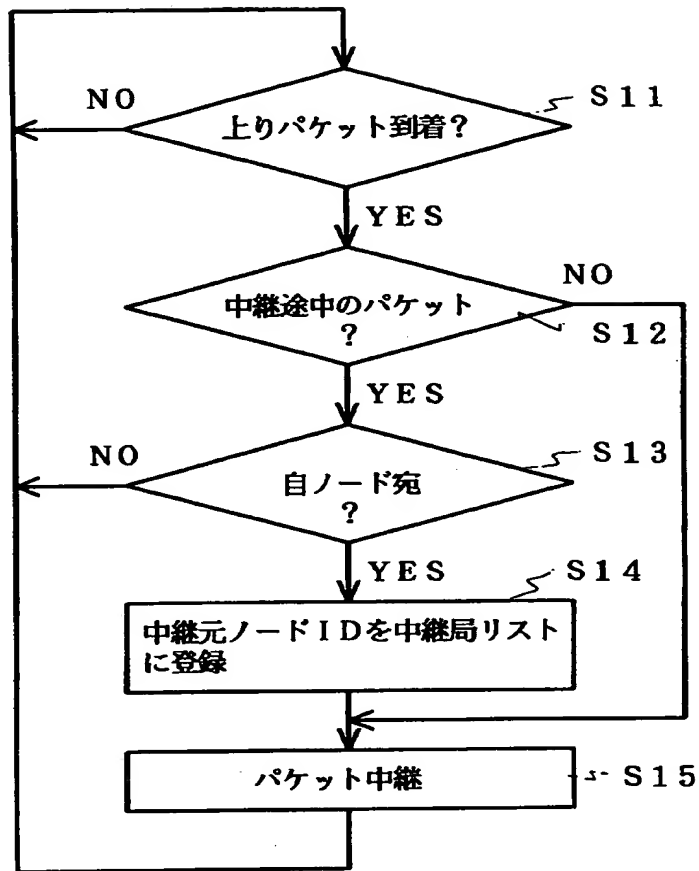 NO
S11
上りパケット到着?
YES
NO
中継途中のパケット
?
S12
YES
NO
S13
自ノード宛
?
YES
S14
中継元ノードIDを中継局リスト
に登録
パケット中継
S15